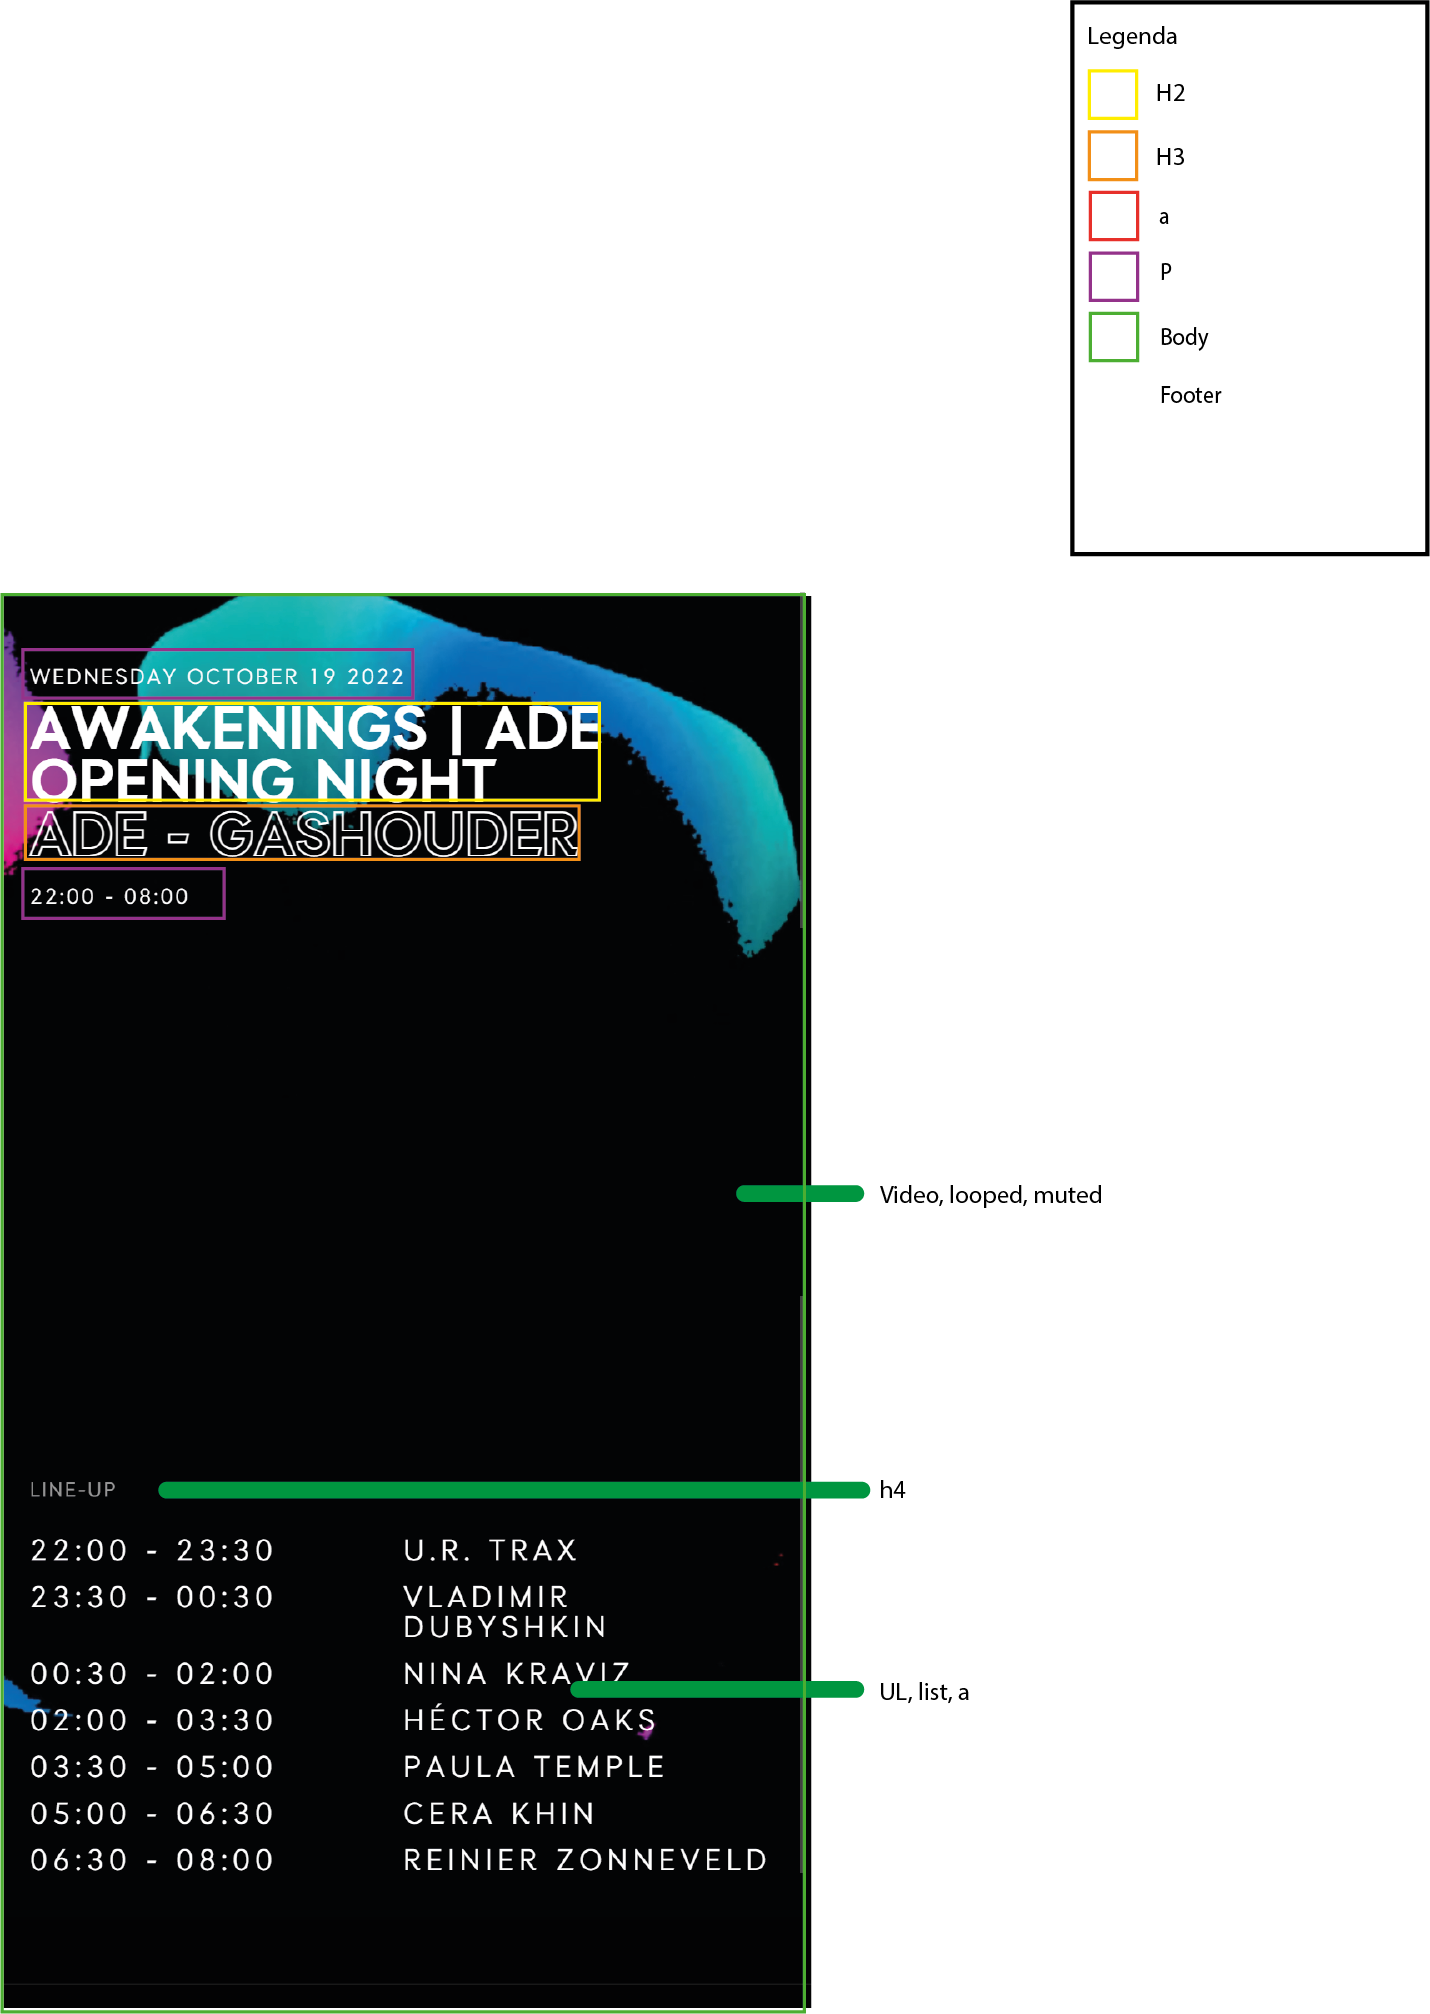 Legenda
H2
H3
a
P
Body
Footer
WEDNESDAY OCTOBER 19 2022
AWAKENINGS | ADE
OPENING NIGHT
ADE - GASHOUDER
22:00 - 08:00
Video, looped, muted
LINE-UP
h4
22:00 - 23:30 U.R. TRAX
23:30 - 00:30 VLADIMIR
DUBYSHKIN
00:30 - 02:00 NINA KRAVIZ
UL, list, a
02:00 - 03:30 HÉCTOR OAKS
03:30 - 05:00 PAULA TEMPLE
05:00 - 06:30 CERA KHIN
06:30 - 08:00 REINIER ZONNEVELD